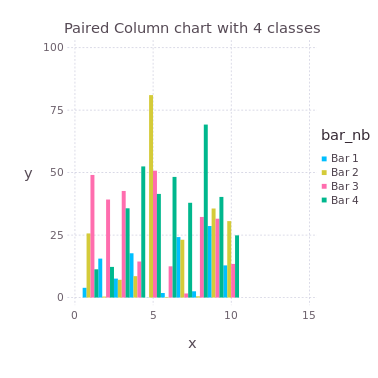 Paired Column chart with 4 classes
100
75
50
25
0
y
0 5 10 15
x
bar_nb
Bar 1
Bar 2
Bar 3
Bar 4